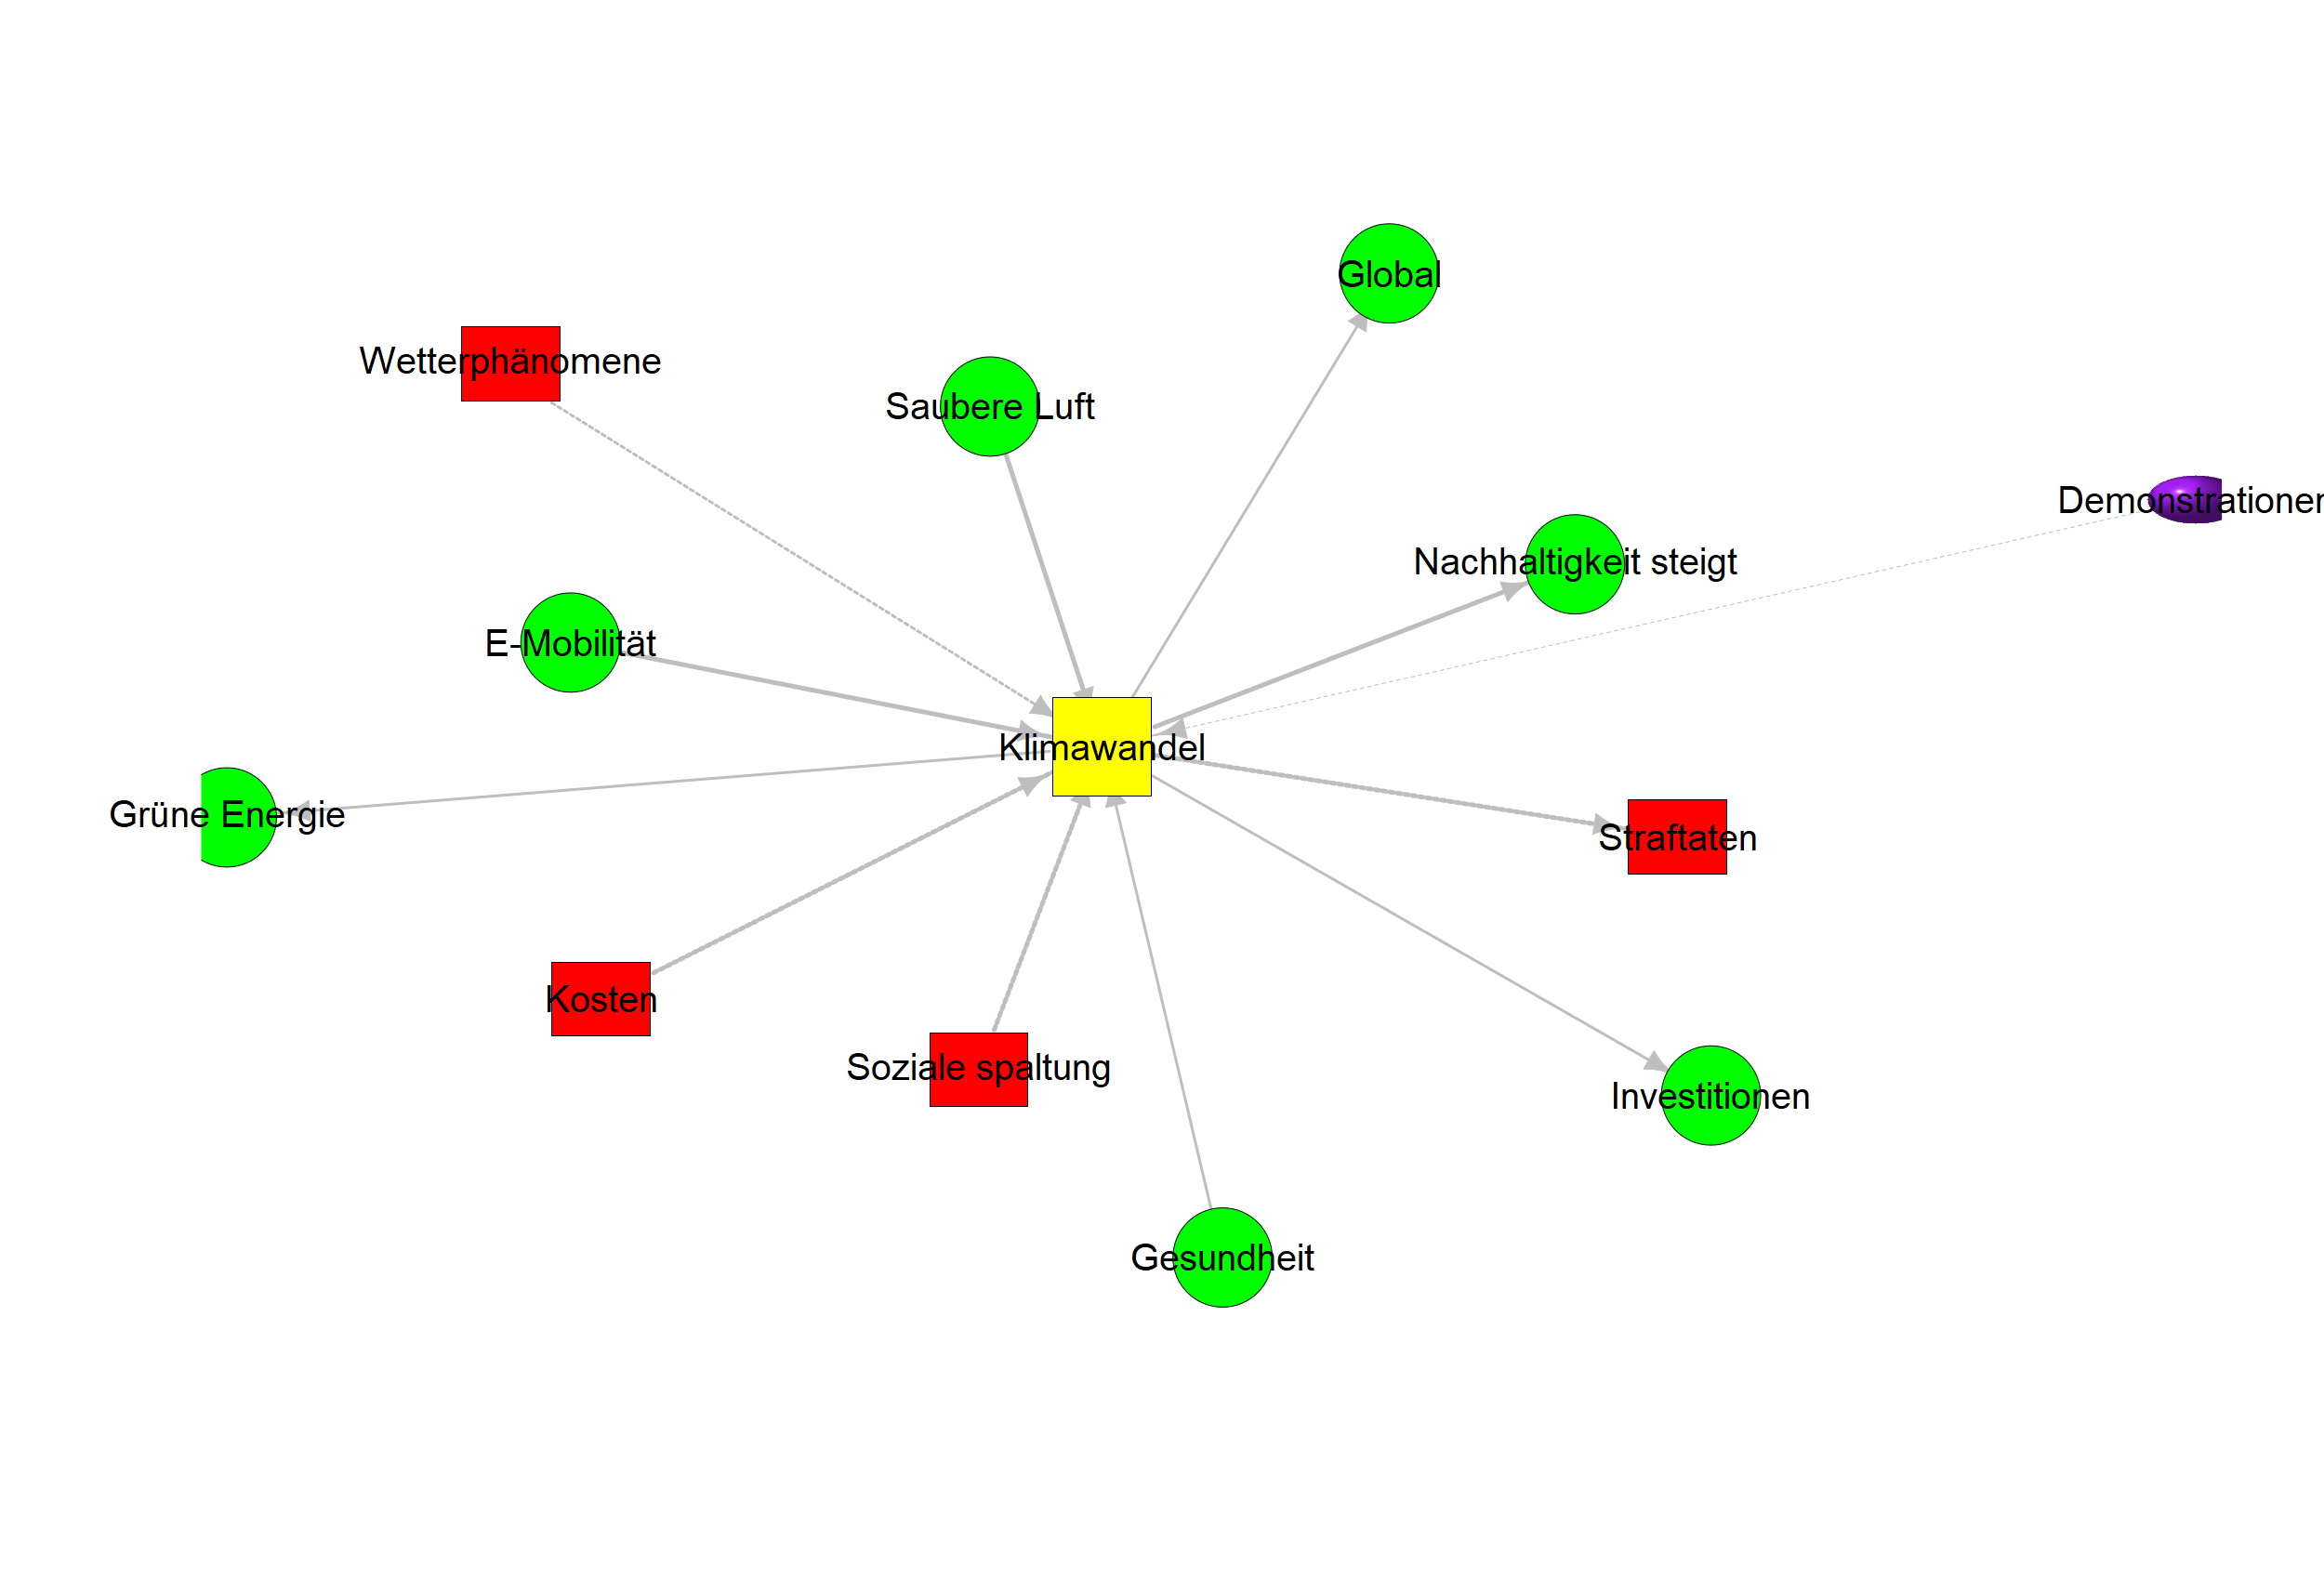 Global
Wetterphänomene
Saubere Luft
Demonstrationen
Nachhaltigkeit steigt
E-Mobilität
Klimawandel
Grüne Energie
Straftaten
Kosten
Soziale spaltung
Investitionen
Gesundheit